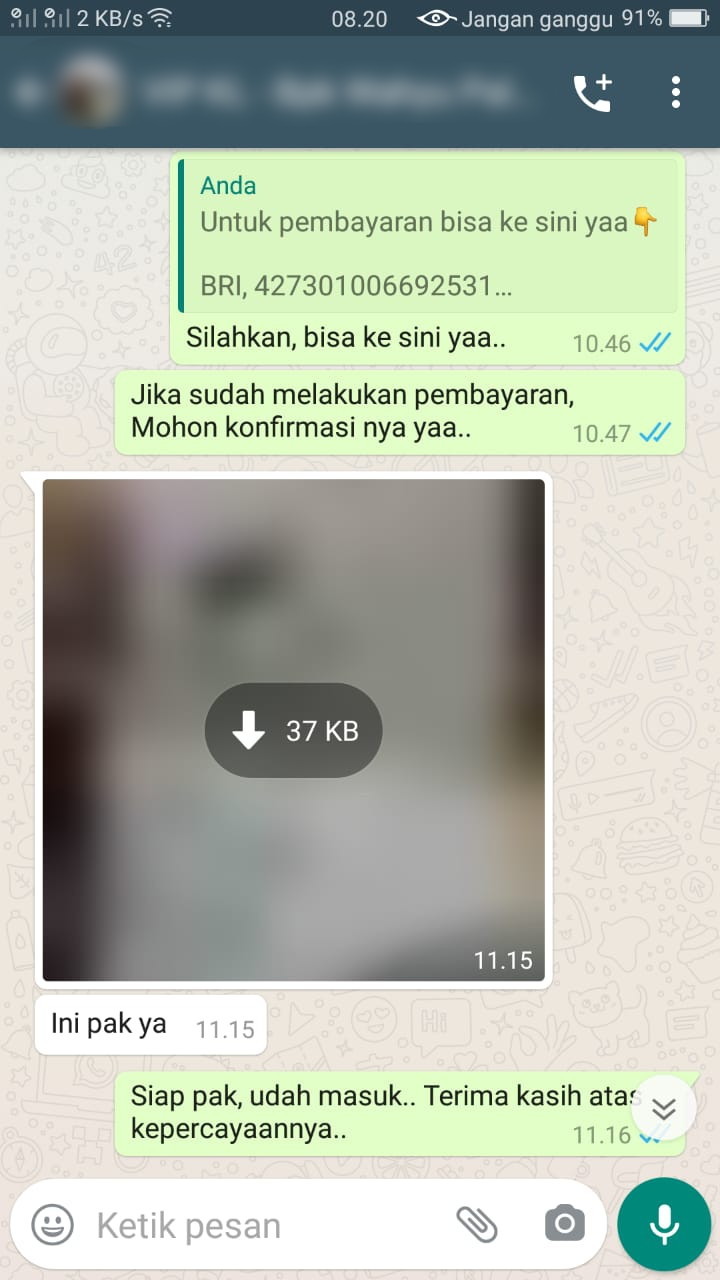 2 KB/s 08.20 Jangan ganggu 91%
Anda
Untuk pembayaran bisa ke sini yaa👇
BRI, 427301006692531...
Silahkan, bisa ke sini yaa.. 10.46
Jika sudah melakukan pembayaran,
Mohon konfirmasi nya yaa.. 10.47
37 KB
11.15
Ini pak ya 11.15
Siap pak, udah masuk.. Terima kasih atas
kepercayaannya.. 11.16
Ketik pesan